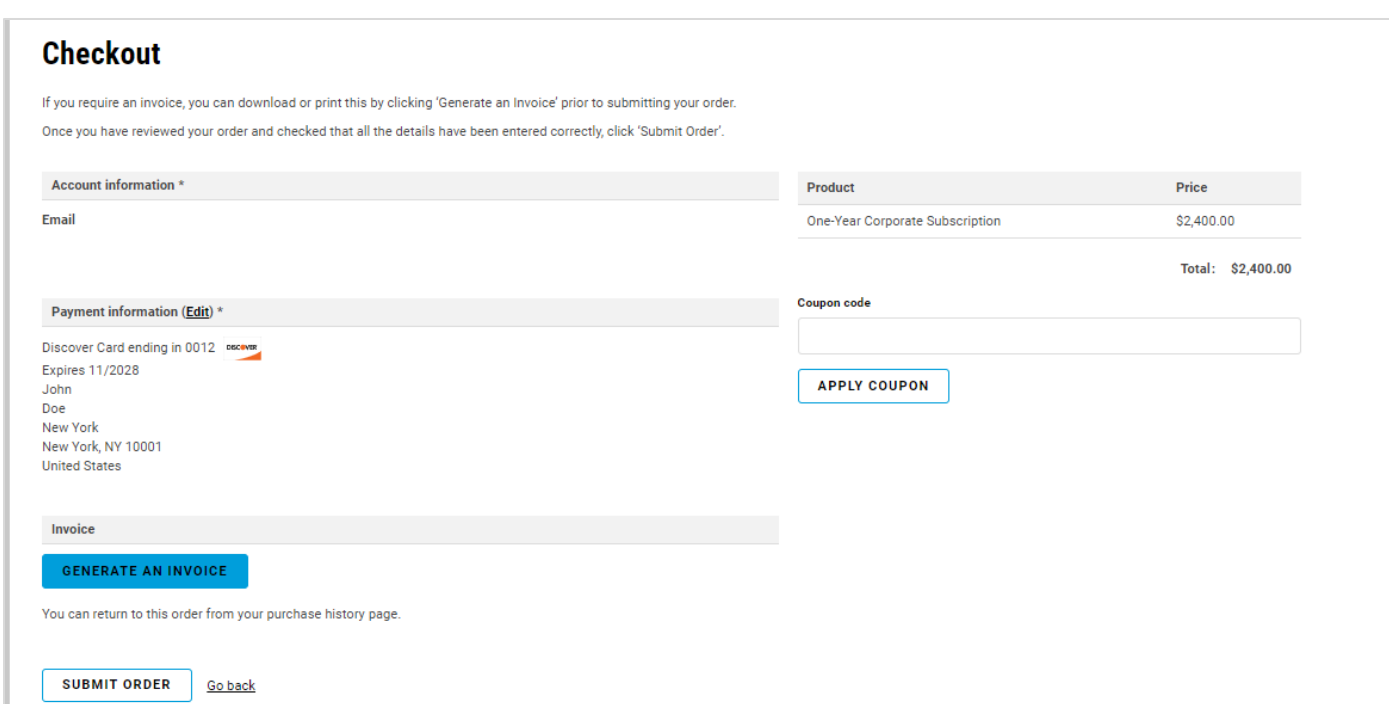 Checkout
If you require an invoice, you can download or print this by clicking 'Generate an Invoice' prior to submitting your order.
Once you have reviewed your order and checked that all the details have been entered correctly, click 'Submit Order'.
Account information *
Email
Payment information (Edit) *
Discover Card ending in 0012 DISCOVER
Expires 11/2028
John
Doe
New York
New York, NY 10001
United States
Invoice
GENERATE AN INVOICE
You can return to this order from your purchase history page.
SUBMIT ORDER Go back
Product Price
One-Year Corporate Subscription $2,400.00
Total: $2,400.00
Coupon code
APPLY COUPON